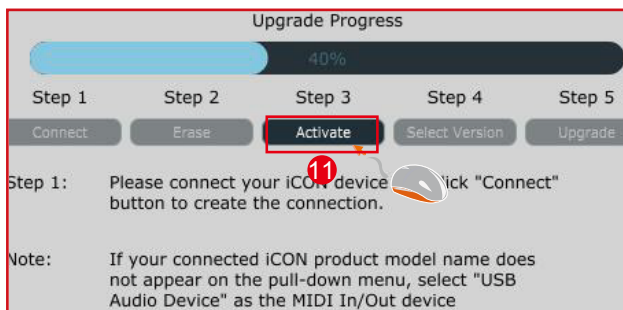 Upgrade Progress
40%
Step 1 Step 2 Step 3 Step 4 Step 5
Connect Erase Activate Select Version Upgrade
11
Step 1: Please connect your iCON device "Connect"
button to create the connection.
Note: If your connected iCON product model name does
not appear on the pull-down menu, select "USB
Audio Device" as the MIDI In/Out device